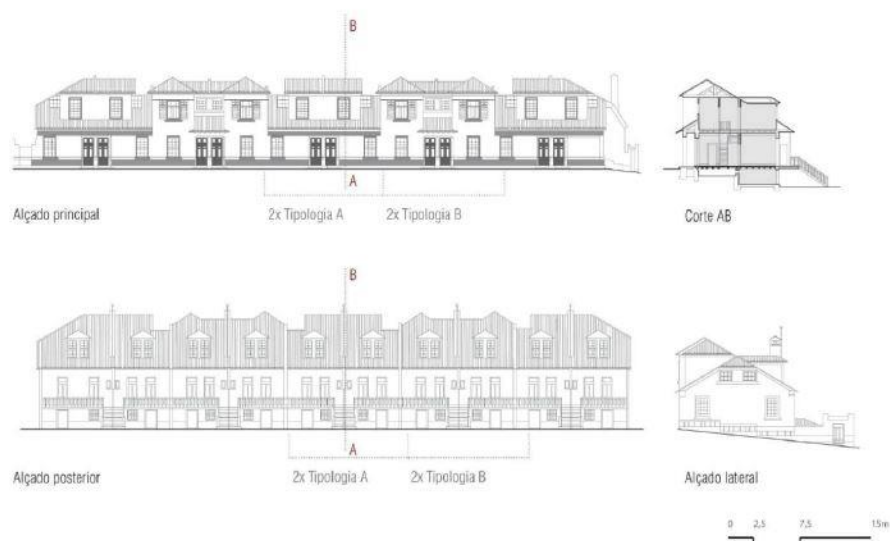 B
A
Alçado principal
2x Tipologia A
2x Tipologia B
Corte AB
B
A
Alçado posterior
2x Tipologia A
2x Tipologia B
Alçado lateral
0 2,5 7,5 15m